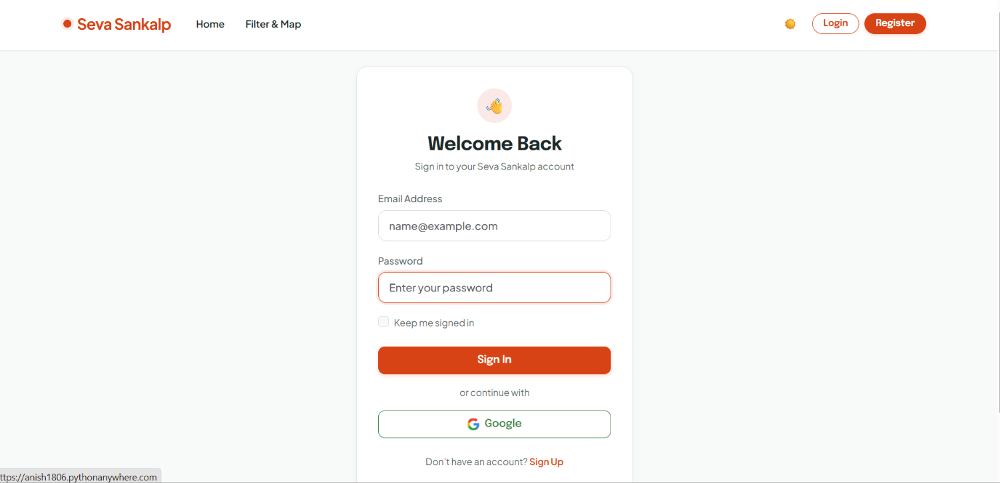 Seva Sankalp Home Filter & Map Login Register
Welcome Back
Sign in to your Seva Sankalp account
Email Address
name@example.com
Password
Enter your password
Keep me signed in
Sign In
or continue with
Google
Don't have an account? Sign Up
ttps://anish1806.pythonanywhere.com